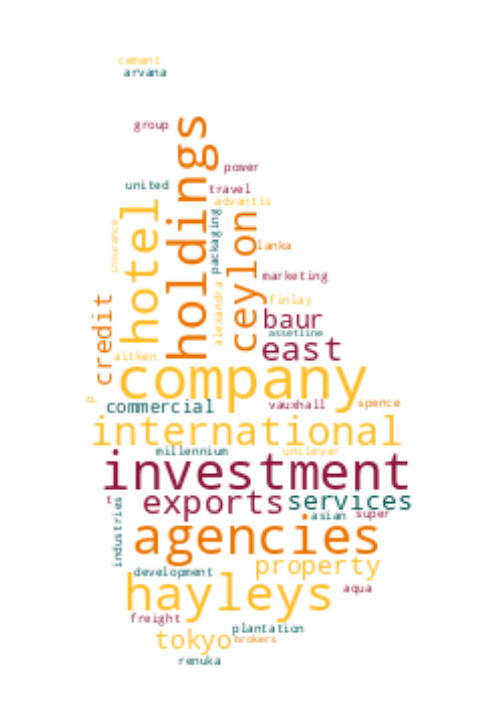 cement
arvana
group
holdings
power
united
travel
hotel
advantis
packaging
ceylon
insurance
lanka
marketing
alexandra
credit
finlay
baur
assetline
east
aitken
company
p
commercial
vauxhall
spence
international
millennium
unilever
investment
t
exports
services
industries
asian
super
agencies
property
development
hayleys
aqua
freight
plantation
tokyo
brokers
renuka